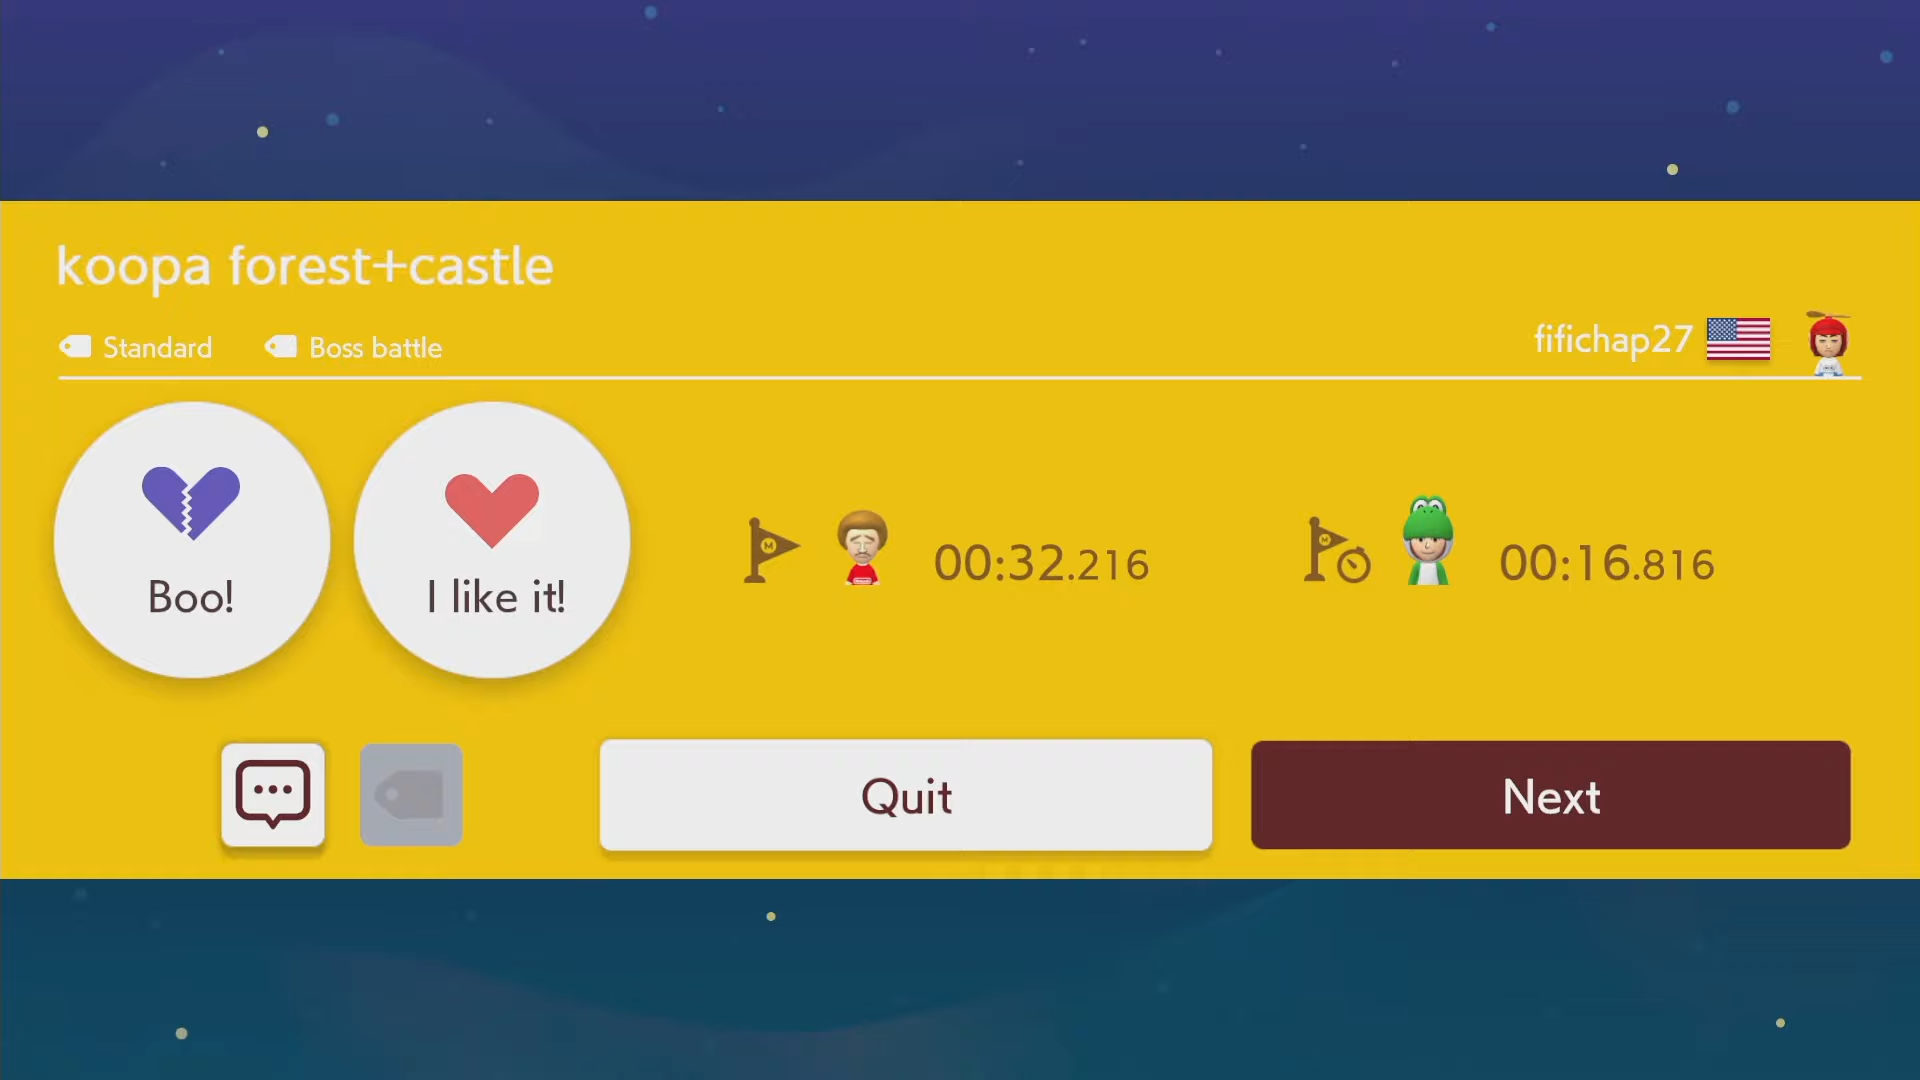 koopa forest+castle
Standard
Boss battle
fifichap27
Boo!
I like it!
M
00:32.216
M
00:16.816
Quit
Next